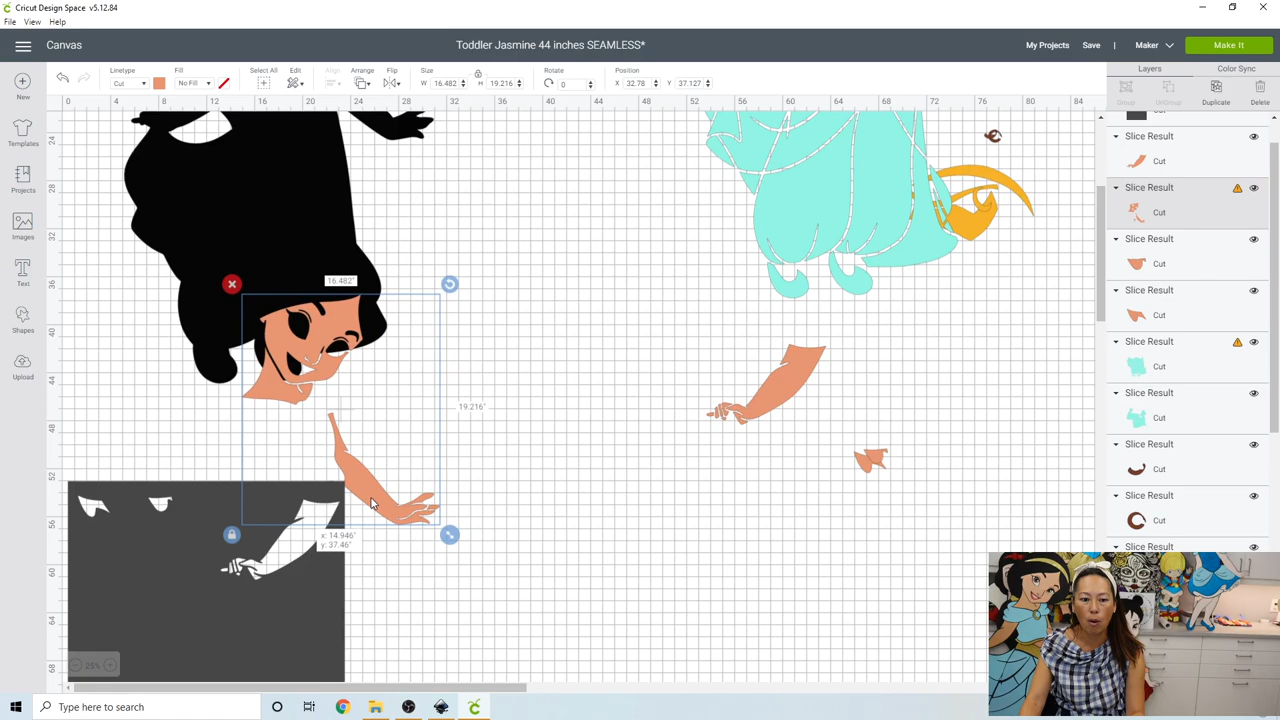 Cricut Design Space v5.12.84
File View Help
Canvas
Toddler Jasmine 44 inches SEAMLESS*
My Projects Save | Maker Make It
Linetype Fill Select All Edit Align Arrange Flip Size Rotate Position
Cut No Fill W 16.482 H 19.216 0 X 32.78 Y 37.127
Layers Color Sync
Group UnGroup Duplicate Delete
New
Templates
Projects
Images
Text
Shapes
Upload
0 4 8 12 16 20 24 28 32 36 40 44 48 52 56 60 64 68 72 76 80 84
24
28
32
36
40
44
48
52
56
60
64
68
16.482"
19.216"
x: 14.946"
y: 37.46"
25%
Cut
Slice Result
Cut
Slice Result
Cut
Slice Result
Cut
Slice Result
Cut
Slice Result
Cut
Slice Result
Cut
Slice Result
Cut
Slice Result
Cut
Slice Result
Type here to search